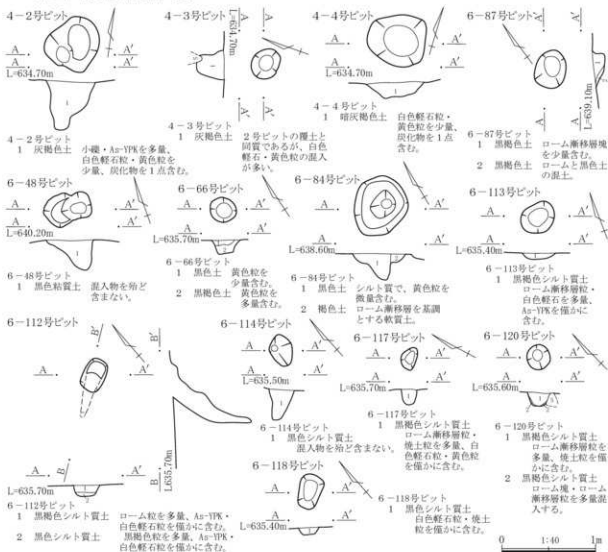 4-2号ピット
A A'
A A'
L=634.70m
1
4-2号ピット
1 灰褐色土 小礫・As-YPKを多量、
白色軽石粒・黄色粒を
少量、炭化物を1点含む。
4-3号ピット
L=634.70m
A A'
A A'
1
4-3号ピット
1 灰褐色土 2号ピットの覆土と
同質であるが、白色
軽石・黄色粒の混入
が多い。
4-4号ピット
A A'
A A'
L=634.70m
1
4-4号ピット
1 暗灰褐色土 白色軽石粒・
黄色粒を少量、
炭化物を1点
含む。
6-87号ピット
A A'
A A'
L=639.10m
6-87号ピット
1 黒褐色土 ローム漸移層塊
を少量含む。
2 黒褐色土 ロームと黒色土
の混土。
6-48号ピット
A A'
A A'
L=640.20m
1
6-48号ピット
1 黒色粘質土 混入物を殆ど
含まない。
6-66号ピット
A A'
A A'
L=635.70m
6-66号ピット
1 黒色土 黄色粒を
少量含む。
2 黒褐色土 黄色粒を
多量含む。
6-84号ピット
A A'
A A'
L=638.60m
6-84号ピット
1 黒色土 シルト質で、黄色粒を
微量含む。
2 褐色土 ローム漸移層を基調
とする軟質土。
6-113号ピット
A A'
A A'
L=635.40m
1
6-113号ピット
1 黒褐色シルト質土
ローム漸移層粒・
白色軽石を多量、
As-YPKを僅かに
含む。
6-112号ピット
A A'
B B'
L=635.70m
A A'
L=635.70m
1
6-112号ピット
1 黒褐色シルト質土 ローム粒を多量、As-YPK・
白色軽石粒を僅かに含む。
2 黒色シルト質土 黒褐色粒を多量、As-YPK・
白色軽石粒を僅かに含む。
6-114号ピット
A A'
A A'
L=635.50m
1
6-114号ピット
1 黒色シルト質土
混入物を殆ど含まない。
6-117号ピット
A A'
A A'
L=635.70m
1
6-117号ピット
1 黒褐色シルト質土
ローム漸移層粒・
焼土粒を多量、白
色軽石粒・黄色粒
を僅かに含む。
6-120号ピット
A A'
A A'
L=635.60m
6-120号ピット
1 黒褐色シルト質土
ローム漸移層粒を
多量、焼土粒を僅
かに含む。
2 黒褐色シルト質土
ローム塊・ローム
漸移層粒を多量混
入する。
6-118号ピット
A A'
A A'
L=635.40m
1
6-118号ピット
1 黒褐色シルト質土
白色軽石粒・焼土
粒を僅かに含む。
0 1:40 1m